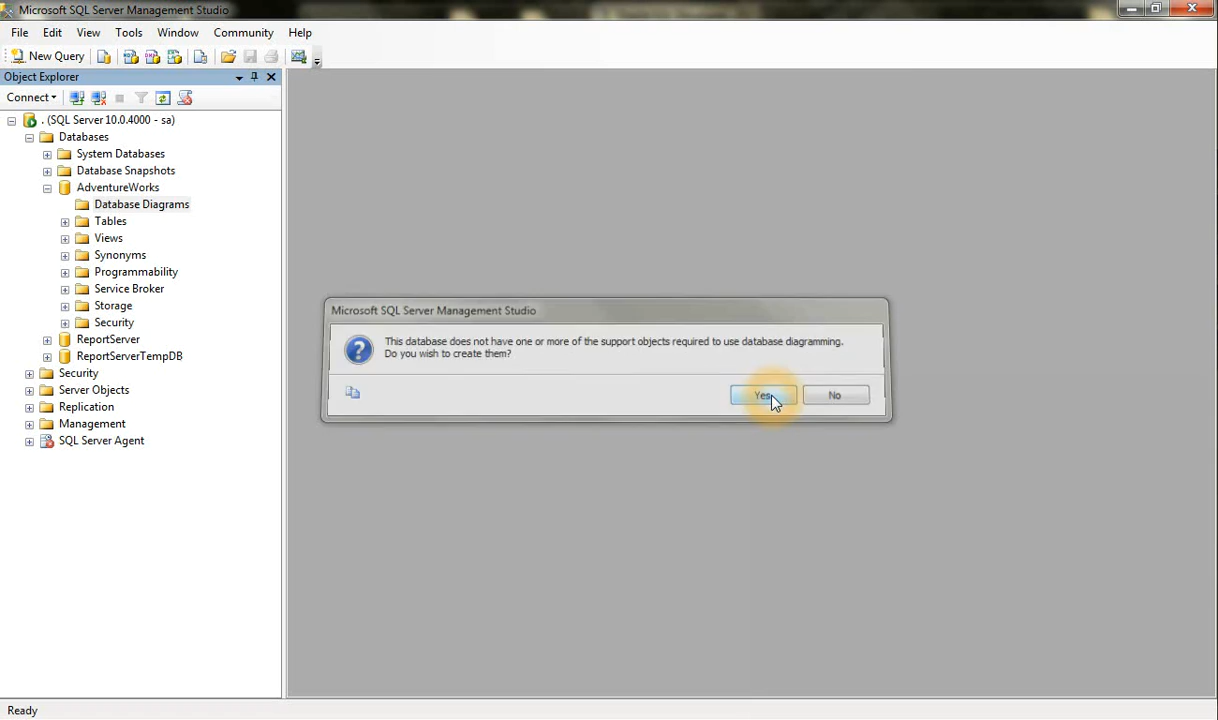 Microsoft SQL Server Management Studio
File Edit View Tools Window Community Help
New Query
Object Explorer
Connect
. (SQL Server 10.0.4000 - sa)
Databases
System Databases
Database Snapshots
AdventureWorks
Database Diagrams
Tables
Views
Synonyms
Programmability
Service Broker
Storage
Security
ReportServer
ReportServerTempDB
Security
Server Objects
Replication
Management
SQL Server Agent
Microsoft SQL Server Management Studio
This database does not have one or more of the support objects required to use database diagramming.
Do you wish to create them?
Yes No
Ready